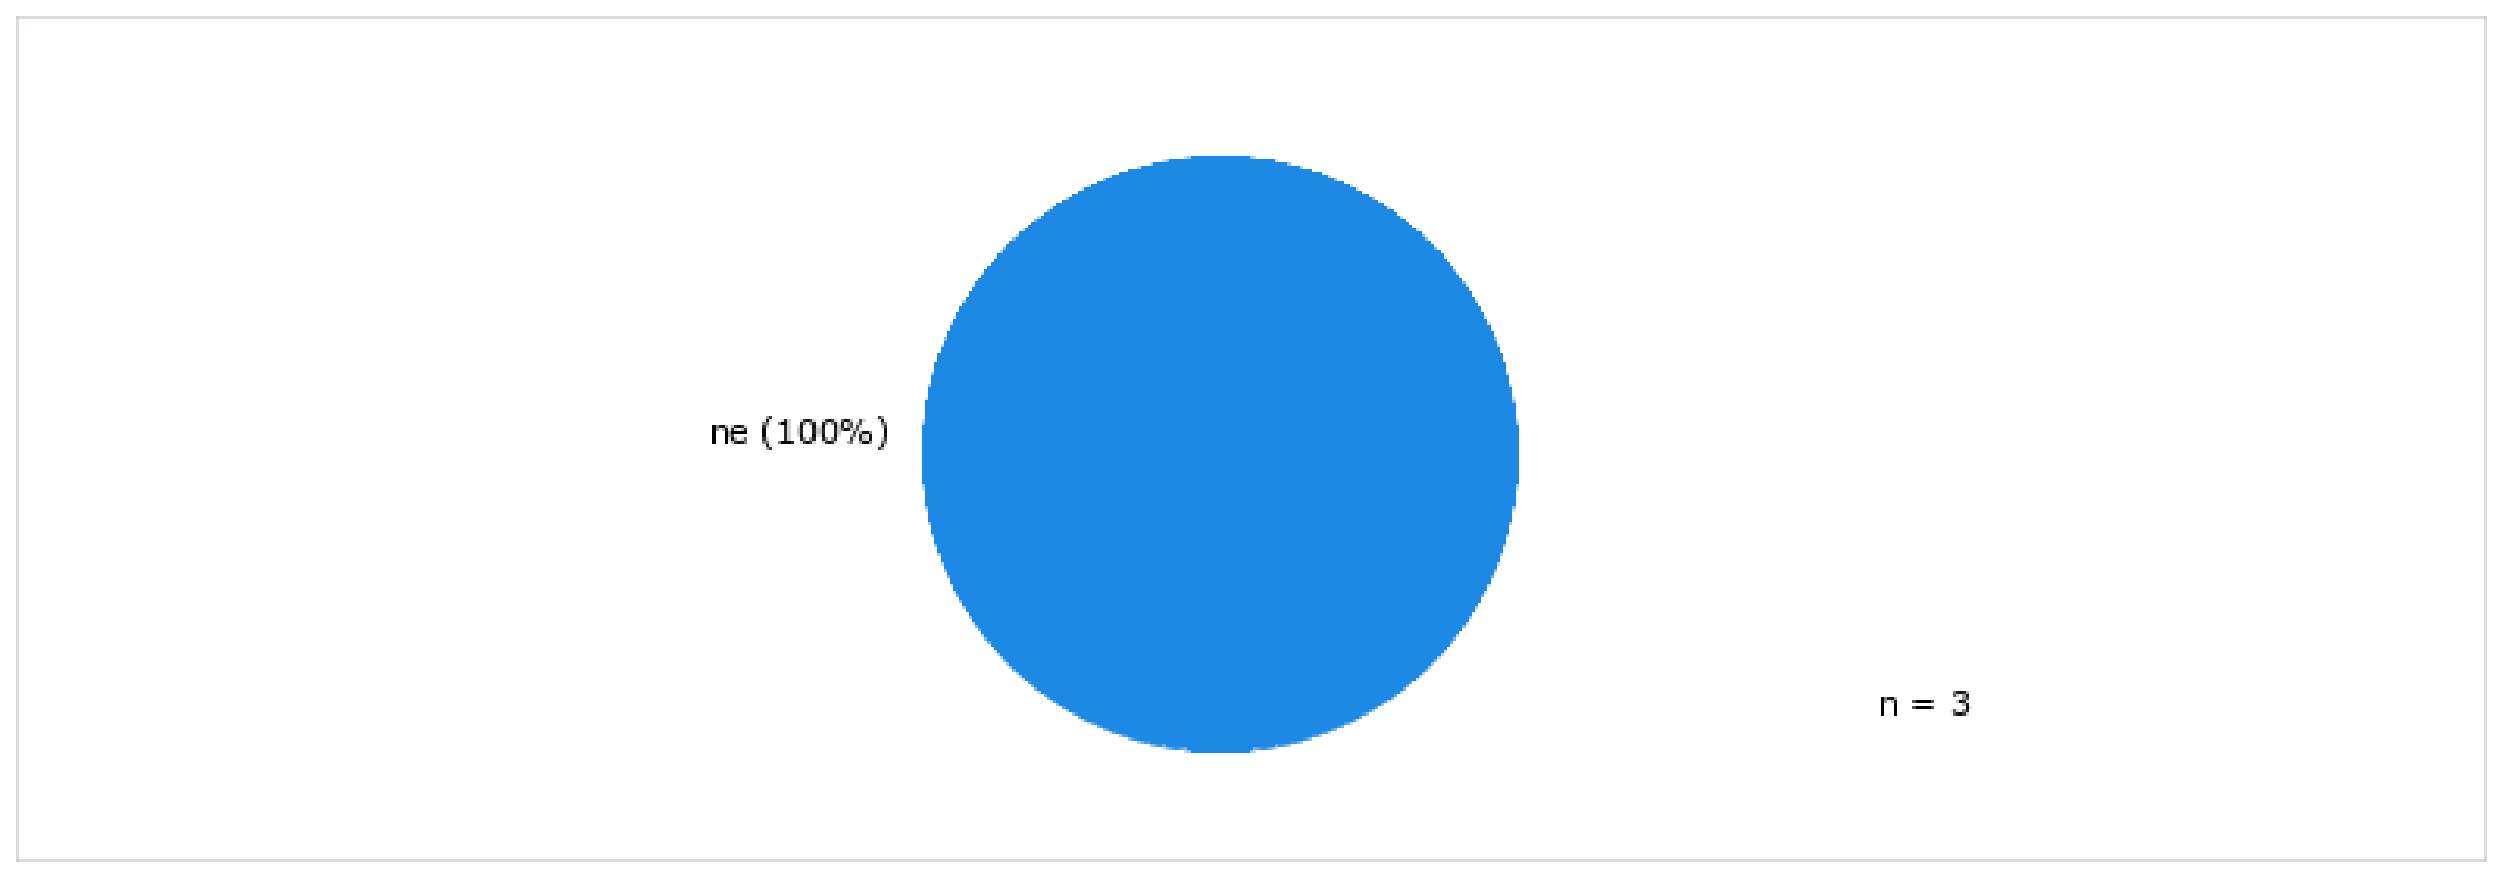 ne (100%)
n = 3